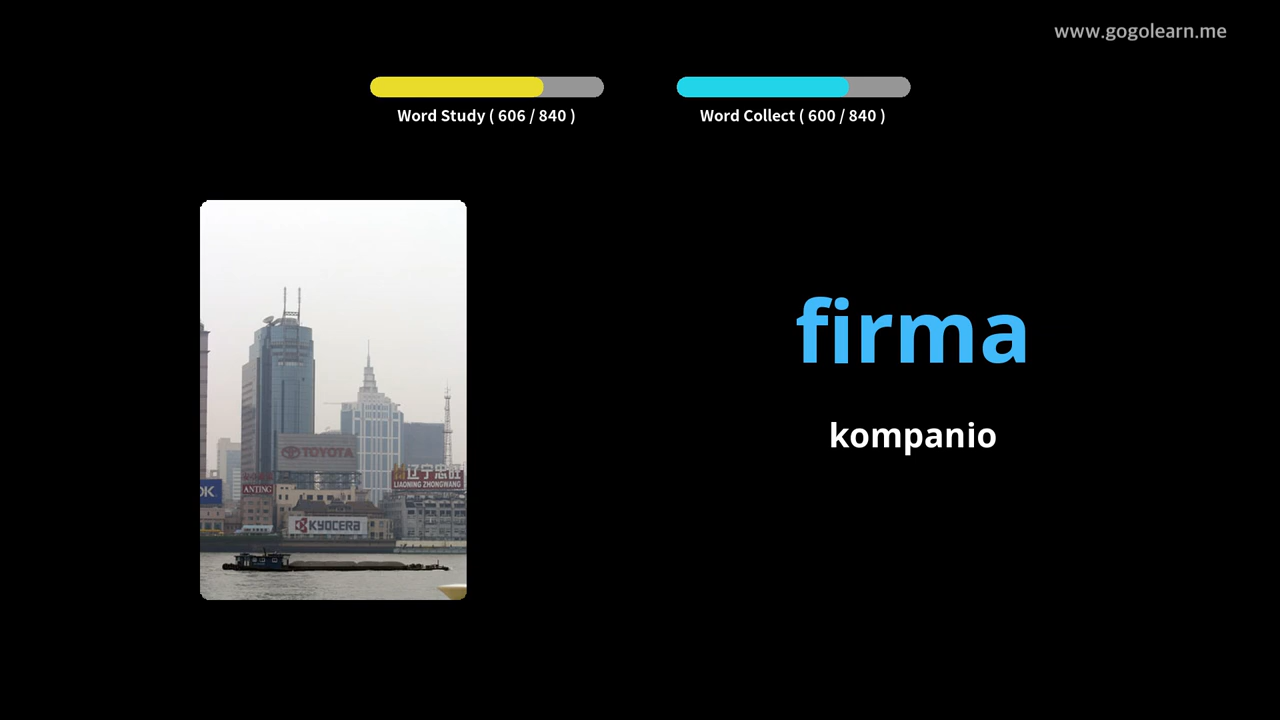 www.gogolearn.me
Word Study ( 606 / 840 )
Word Collect ( 600 / 840 )
firma
kompanio
TOYOTA
辽宁忠旺
LIAONING ZHONGWANG
OK
ANTING
KYOCERA